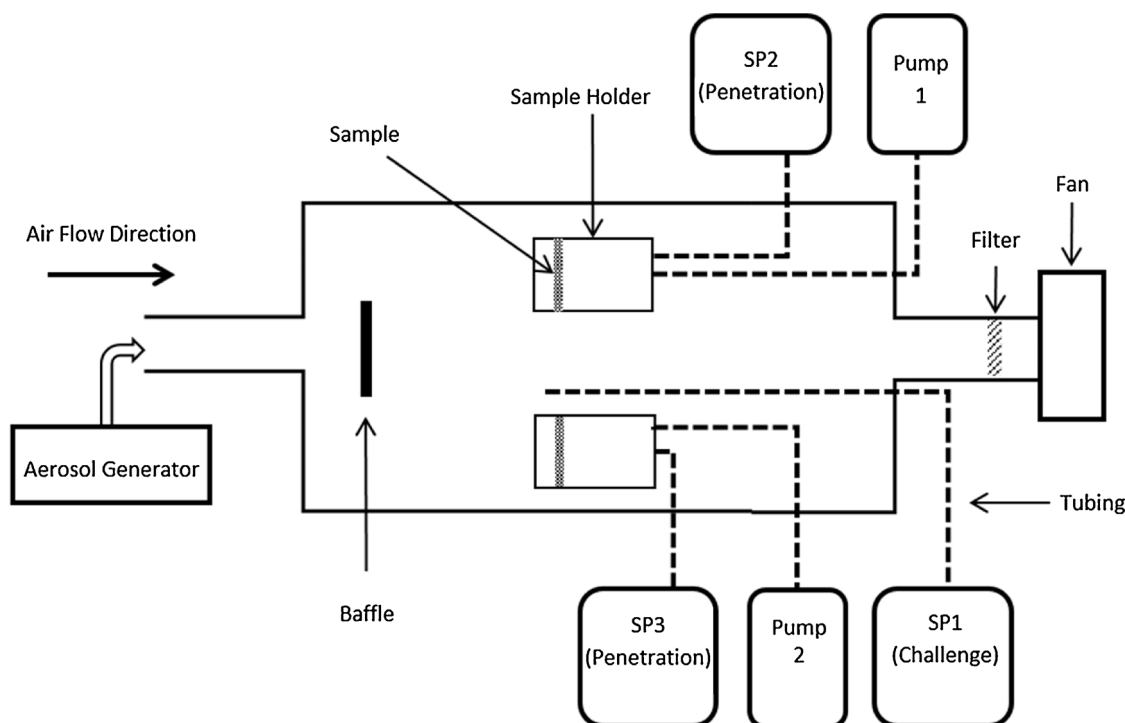 SP2
(Penetration)
Pump
1
Sample Holder
Sample
Fan
Air Flow Direction
Filter
Aerosol Generator
Tubing
Baffle
SP3
(Penetration)
Pump
2
SP1
(Challenge)